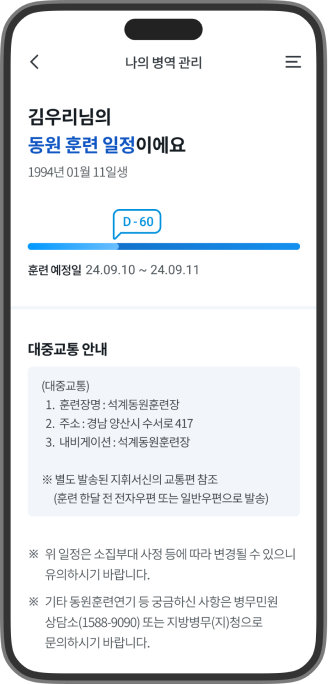 나의 병역 관리
김우리님의
동원 훈련 일정이에요
1994년 01월 11일생
D - 60
훈련 예정일 24.09.10 ~ 24.09.11
대중교통 안내
(대중교통)
1. 훈련장명 : 석계동원훈련장
2. 주소 : 경남 양산시 수서로 417
3. 내비게이션 : 석계동원훈련장
※ 별도 발송된 지휘서신의 교통편 참조
(훈련 한달 전 전자우편 또는 일반우편으로 발송)
※ 위 일정은 소집부대 사정 등에 따라 변경될 수 있으니
유의하시기 바랍니다.
※ 기타 동원훈련연기 등 궁금하신 사항은 병무민원
상담소(1588-9090) 또는 지방병무(지)청으로
문의하시기 바랍니다.